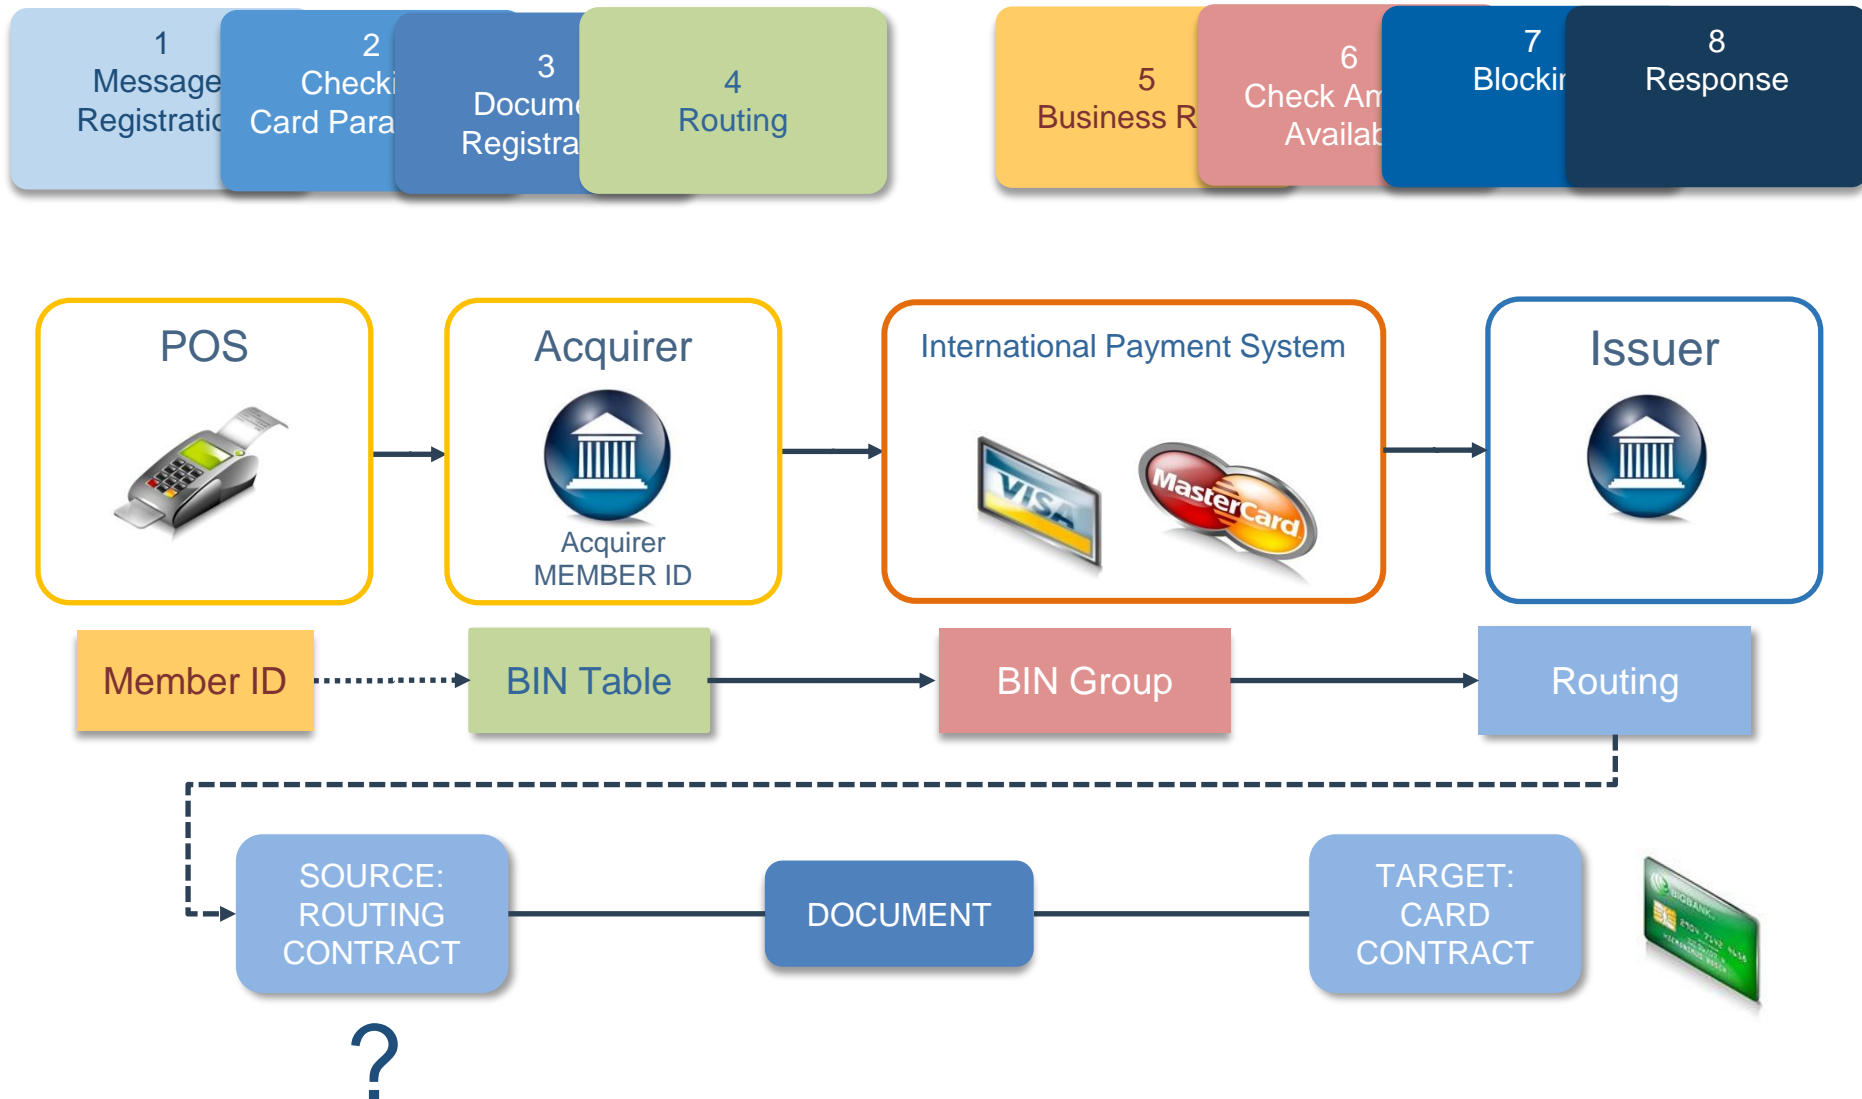 1
Message
Registratio
2
Checki
Card Para
3
Docume
Registra
4
Routing
5
Business R
6
Check Am
Availab
7
Blockin
8
Response
POS
Acquirer
International Payment System
Issuer
VISA
MasterCard
Acquirer
MEMBER ID
Member ID
BIN Table
BIN Group
Routing
SOURCE:
ROUTING
CONTRACT
DOCUMENT
TARGET:
CARD
CONTRACT
BIGBANK
?